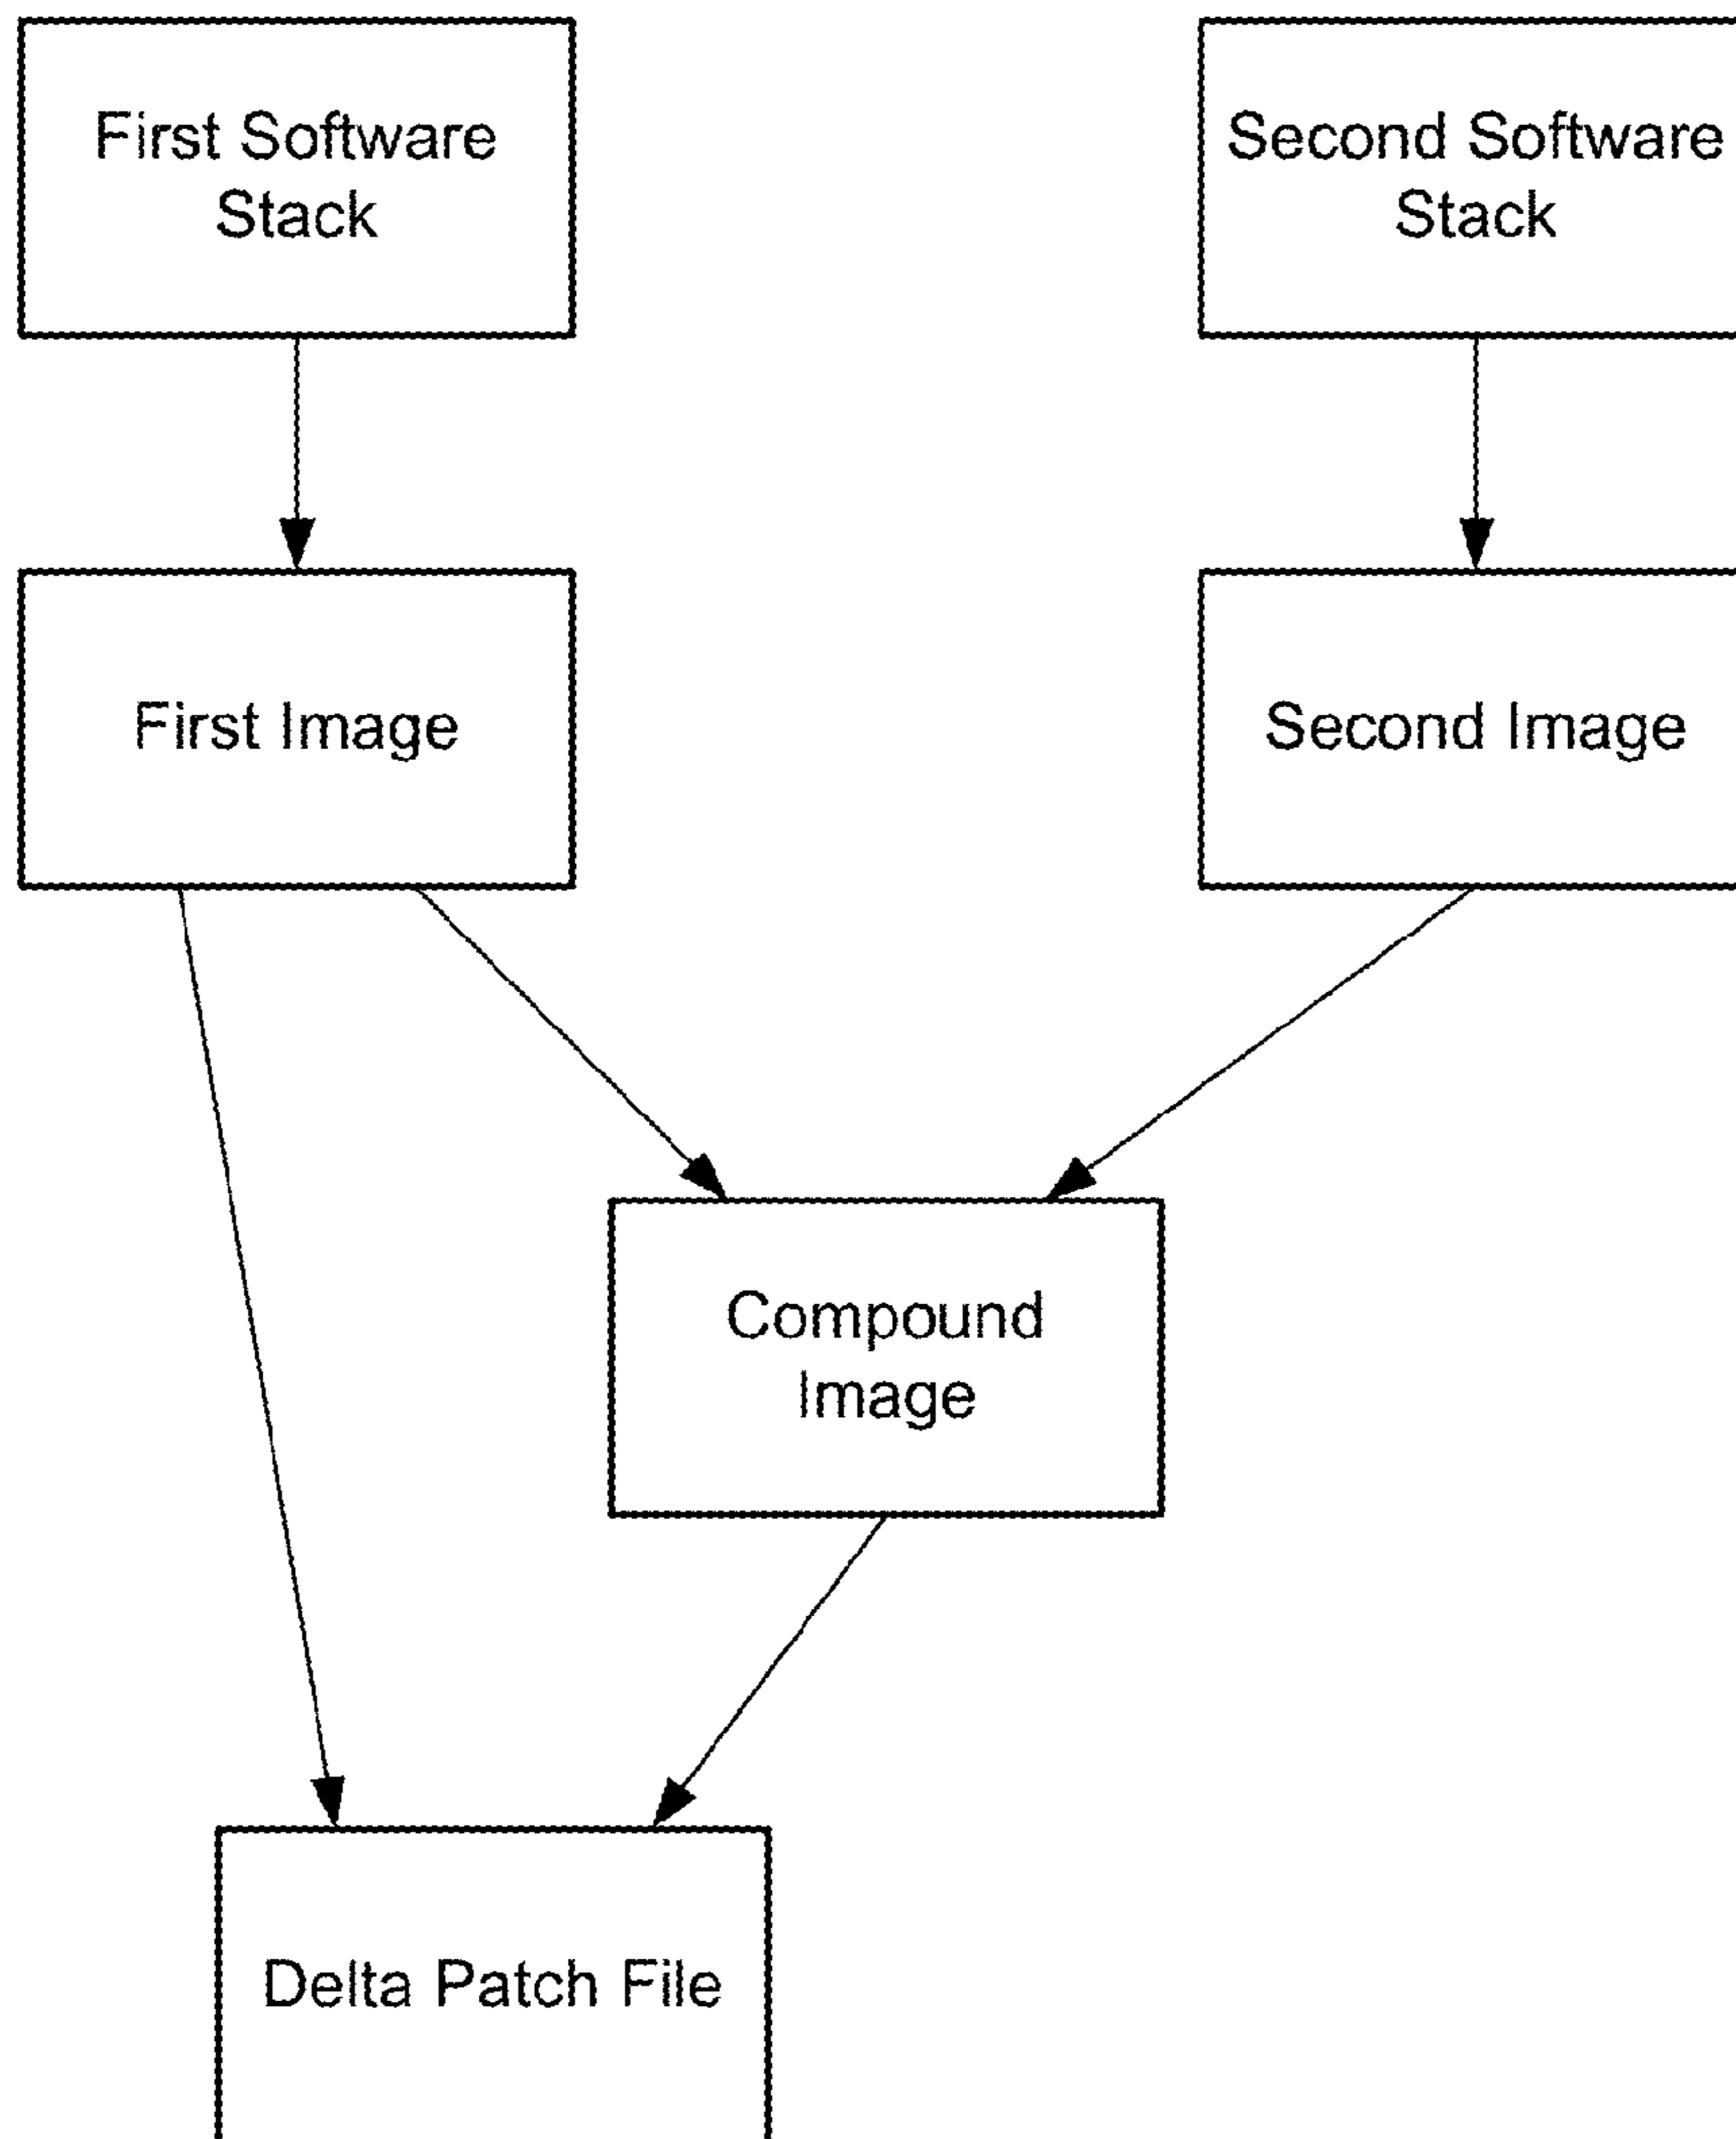 First Software
Stack
Second Software
Stack
First Image
Second Image
Compound
Image
Delta Patch File